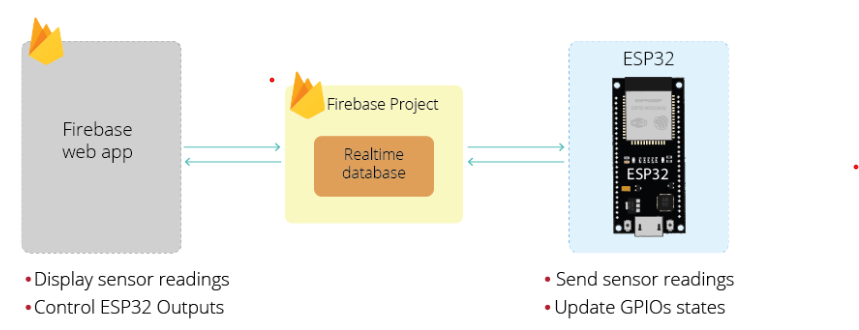 Firebase
web app
Firebase Project
Realtime
database
ESP32
ESP32
• Display sensor readings
• Control ESP32 Outputs
• Send sensor readings
• Update GPIOs states